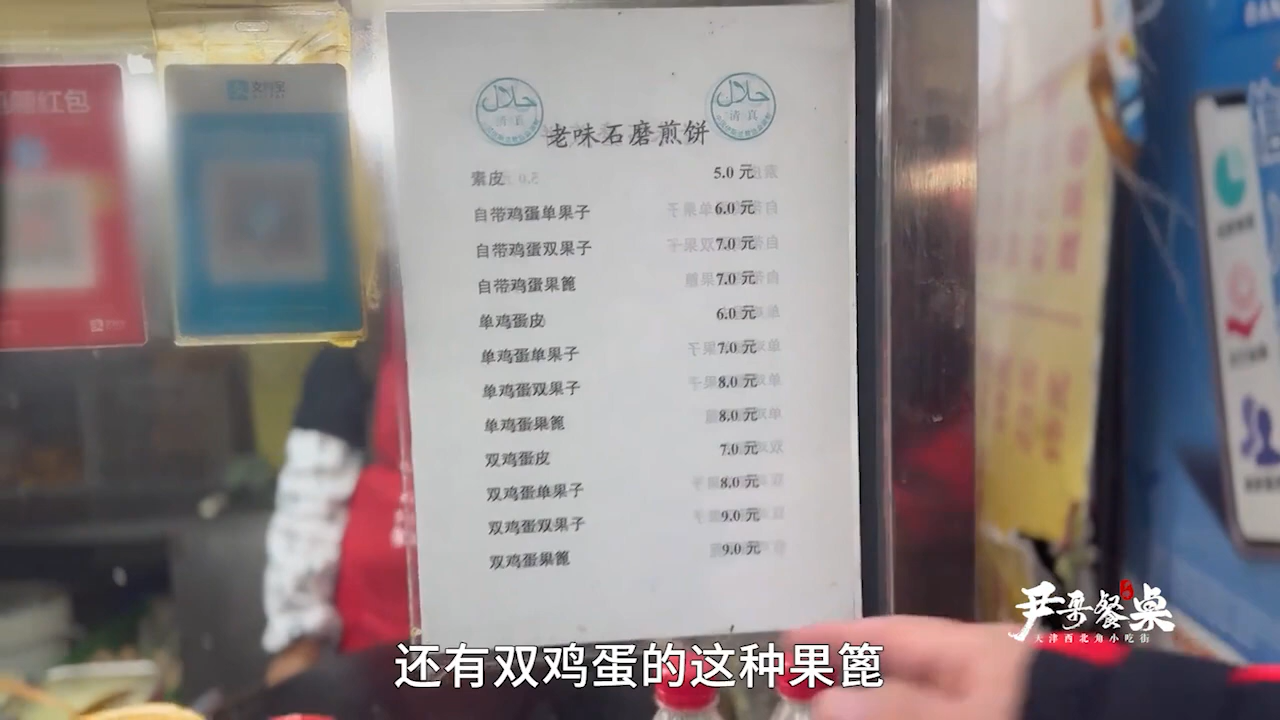 红包
支付宝
حلال
清真
حلال
清真
老味石磨煎饼
素皮 5.0 元
自带鸡蛋单果子 6.0 元
自带鸡蛋双果子 7.0 元
自带鸡蛋果篦 7.0 元
单鸡蛋皮 6.0 元
单鸡蛋单果子 7.0 元
单鸡蛋双果子 8.0 元
单鸡蛋果篦 8.0 元
双鸡蛋皮 7.0 元
双鸡蛋单果子 8.0 元
双鸡蛋双果子 9.0 元
双鸡蛋果篦 9.0 元
尹哥餐桌
天津西北角小吃街
还有双鸡蛋的这种果篦